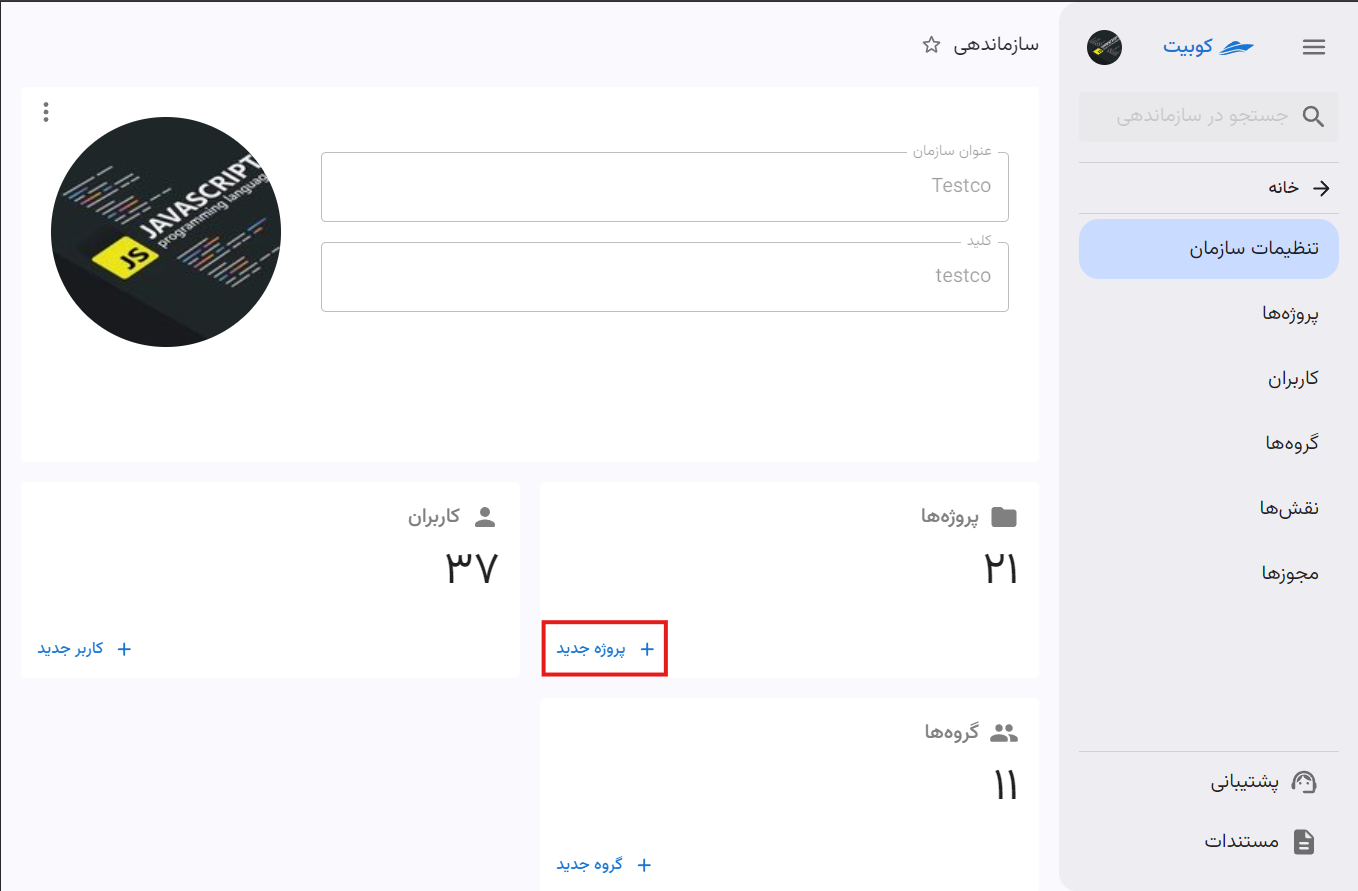 کوبیت
جستجو در سازماندهی
خانه
تنظیمات سازمان
پروژه‌ها
کاربران
گروه‌ها
نقش‌ها
مجوزها
پشتیبانی
مستندات
سازماندهی
عنوان سازمان
Testco
کلید
testco
JAVASCRIPT
programming language
JS
پروژه‌ها
۲۱
پروژه جدید
کاربران
۳۷
کاربر جدید
گروه‌ها
۱۱
گروه جدید